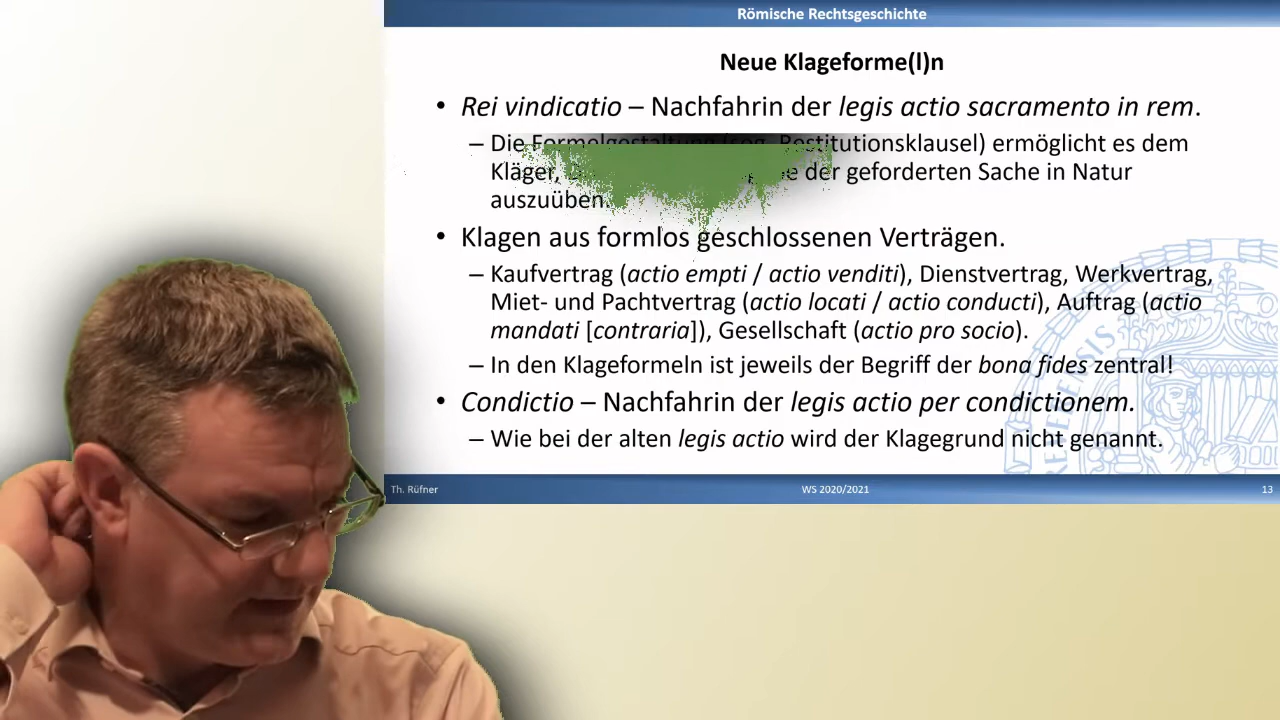 Römische Rechtsgeschichte
Neue Klageforme(l)n
• Rei vindicatio – Nachfahrin der legis actio sacramento in rem.
– Die Formelgestaltung (sog. Restitutionsklausel) ermöglicht es dem
Kläger, der geforderten Sache in Natur
auszuüben.
• Klagen aus formlos geschlossenen Verträgen.
– Kaufvertrag (actio empti / actio venditi), Dienstvertrag, Werkvertrag,
Miet- und Pachtvertrag (actio locati / actio conducti), Auftrag (actio
mandati [contraria]), Gesellschaft (actio pro socio).
– In den Klageformeln ist jeweils der Begriff der bona fides zentral!
• Condictio – Nachfahrin der legis actio per condictionem.
– Wie bei der alten legis actio wird der Klagegrund nicht genannt.
Th. Rüfner
WS 2020/2021
13